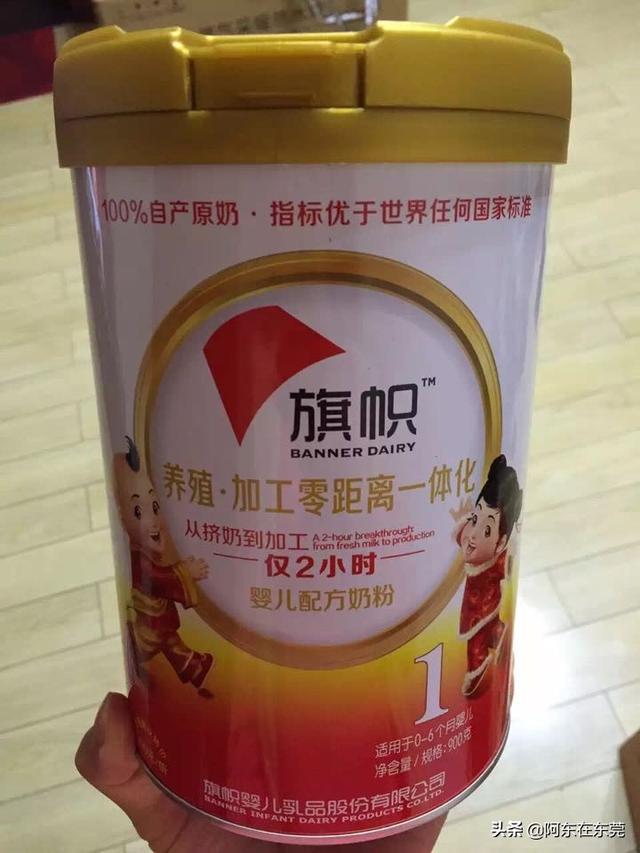 100%自产原奶·指标优于世界任何国家标准
旗帜™
BANNER DAIRY
养殖·加工零距离一体化
从挤奶到加工
A 2-hour breakthrough:
from fresh milk to production
仅2小时
婴儿配方奶粉
1
适用于0-6个月婴儿
净含量/规格:900克
旗帜婴儿乳品股份有限公司
BANNER INFANT DAIRY PRODUCTS CO.LTD.
头条 @阿东在东莞